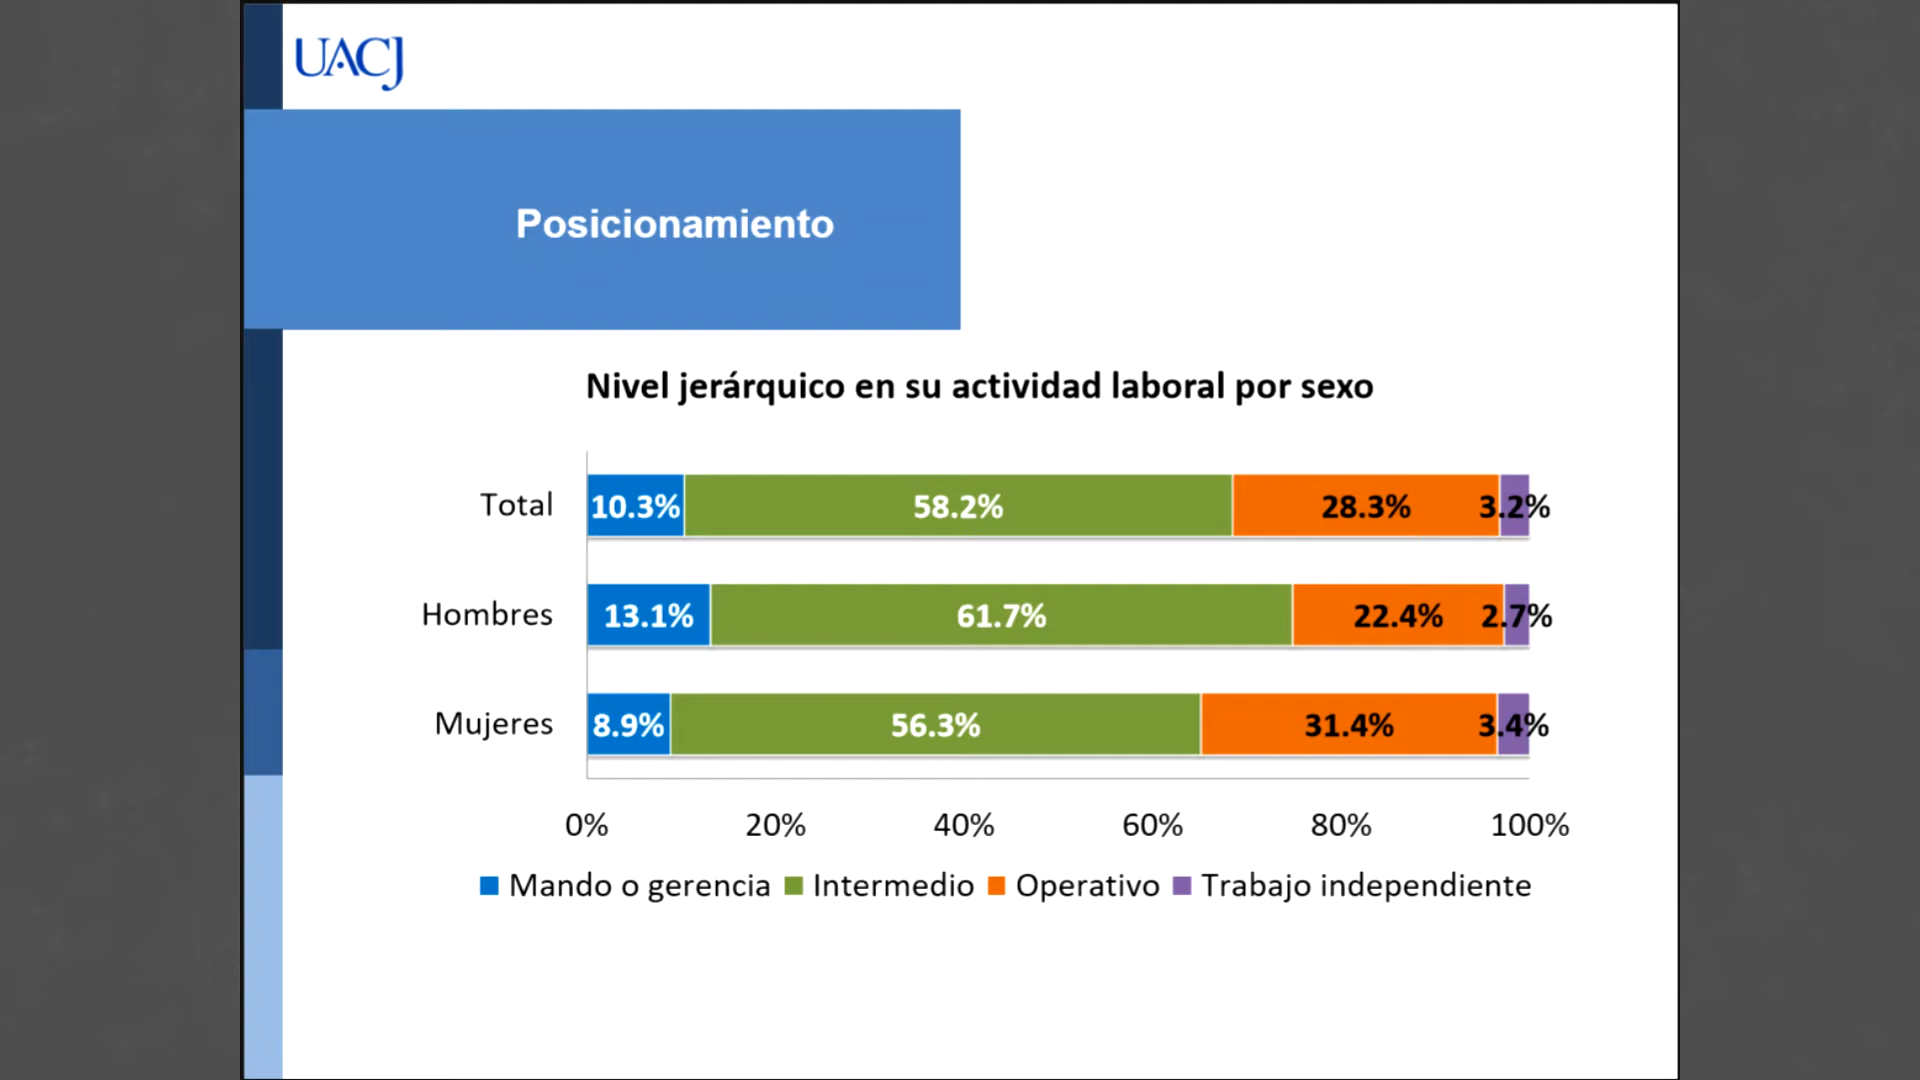 UACJ
Posicionamiento
Nivel jerárquico en su actividad laboral por sexo
Total 10.3% 58.2% 28.3% 3.2%
Hombres 13.1% 61.7% 22.4% 2.7%
Mujeres 8.9% 56.3% 31.4% 3.4%
0% 20% 40% 60% 80% 100%
Mando o gerencia Intermedio Operativo Trabajo independiente